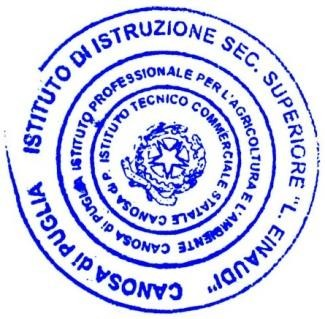 ISTITUTO DI ISTRUZIONE SEC. SUPERIORE "L. EINAUDI" CANOSA di PUGLIA
ISTITUTO PROFESSIONALE PER L'AGRICOLTURA E L'AMBIENTE CANOSA di PUGLIA
ISTITUTO TECNICO COMMERCIALE STATALE CANOSA di P.